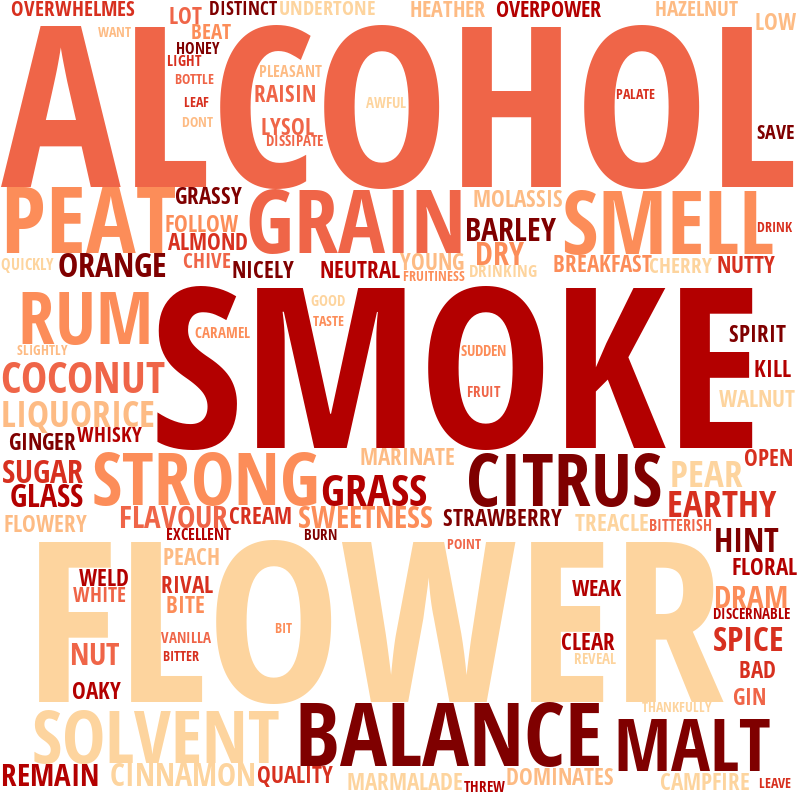 OVERWHELMES
LOT
DISTINCT
UNDERTONE
HEATHER
OVERPOWER
HAZELNUT
LOW
WANT
BEAT
HONEY
LIGHT
BOTTLE
PLEASANT
RAISIN
LEAF
AWFUL
PALATE
DONT
LYSOL
DISSIPATE
SAVE
ALCOHOL
PEAT
GRASSY
GRAIN
MOLASSIS
SMELL
FOLLOW
BARLEY
DRINK
ALMOND
DRY
QUICKLY
ORANGE
CHIVE
NICELY
NEUTRAL
YOUNG
FRUITINESS
DRINKING
BREAKFAST
CHERRY
NUTTY
RUM
SMOKE
GOOD
TASTE
CARAMEL
SPIRIT
SLIGHTLY
SUDDEN
COCONUT
KILL
FRUIT
WALNUT
LIQUORICE
GINGER
WHISKY
MARINATE
OPEN
SUGAR
STRONG
GRASS
CITRUS
PEAR
GLASS
EARTHY
FLOWERY
FLAVOUR
CREAM
SWEETNESS
STRAWBERRY
TREACLE
BITTERISH
EXCELLENT
BURN
HINT
POINT
PEACH
FLORAL
FLOWER
WELD
RIVAL
WEAK
WHITE
BITE
DRAM
DISCERNABLE
BIT
VANILLA
CLEAR
SPICE
NUT
BITTER
REVEAL
BAD
OAKY
GIN
THANKFULLY
SOLVENT
BALANCE
MALT
REMAIN
CINNAMON
QUALITY
MARMALADE
THREW
DOMINATES
CAMPFIRE
LEAVE